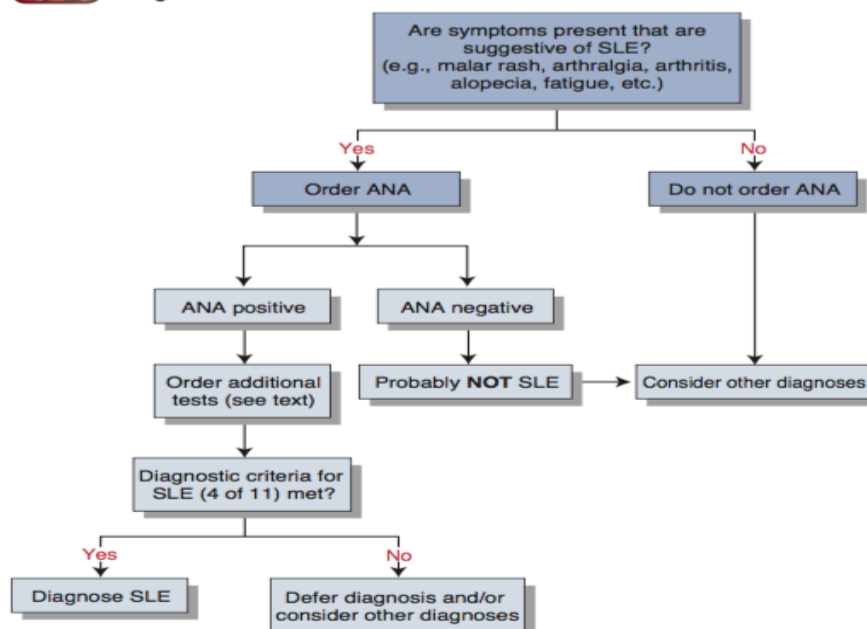 Are symptoms present that are
suggestive of SLE?
(e.g., malar rash, arthralgia, arthritis,
alopecia, fatigue, etc.)
Yes
No
Order ANA
Do not order ANA
ANA positive
ANA negative
Order additional
tests (see text)
Probably NOT SLE
Consider other diagnoses
Diagnostic criteria for
SLE (4 of 11) met?
Yes
No
Diagnose SLE
Defer diagnosis and/or
consider other diagnoses